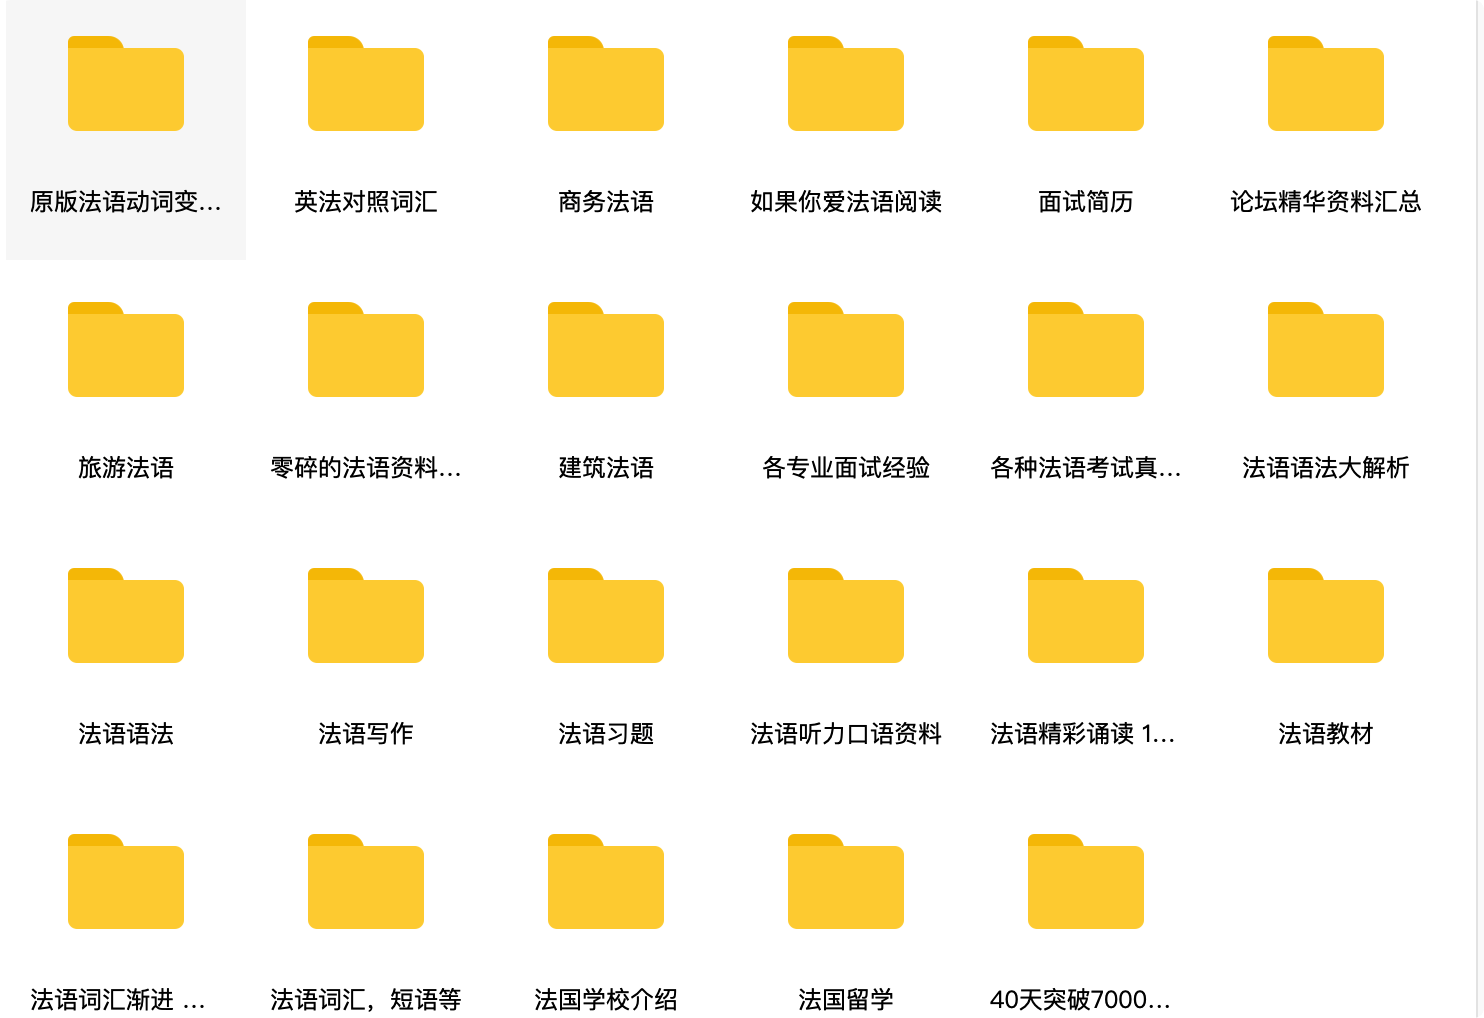 原版法语动词变...
英法对照词汇
商务法语
如果你爱法语阅读
面试简历
论坛精华资料汇总
旅游法语
零碎的法语资料...
建筑法语
各专业面试经验
各种法语考试真...
法语语法大解析
法语语法
法语写作
法语习题
法语听力口语资料
法语精彩诵读 1...
法语教材
法语词汇渐进 ...
法语词汇，短语等
法国学校介绍
法国留学
40天突破7000...